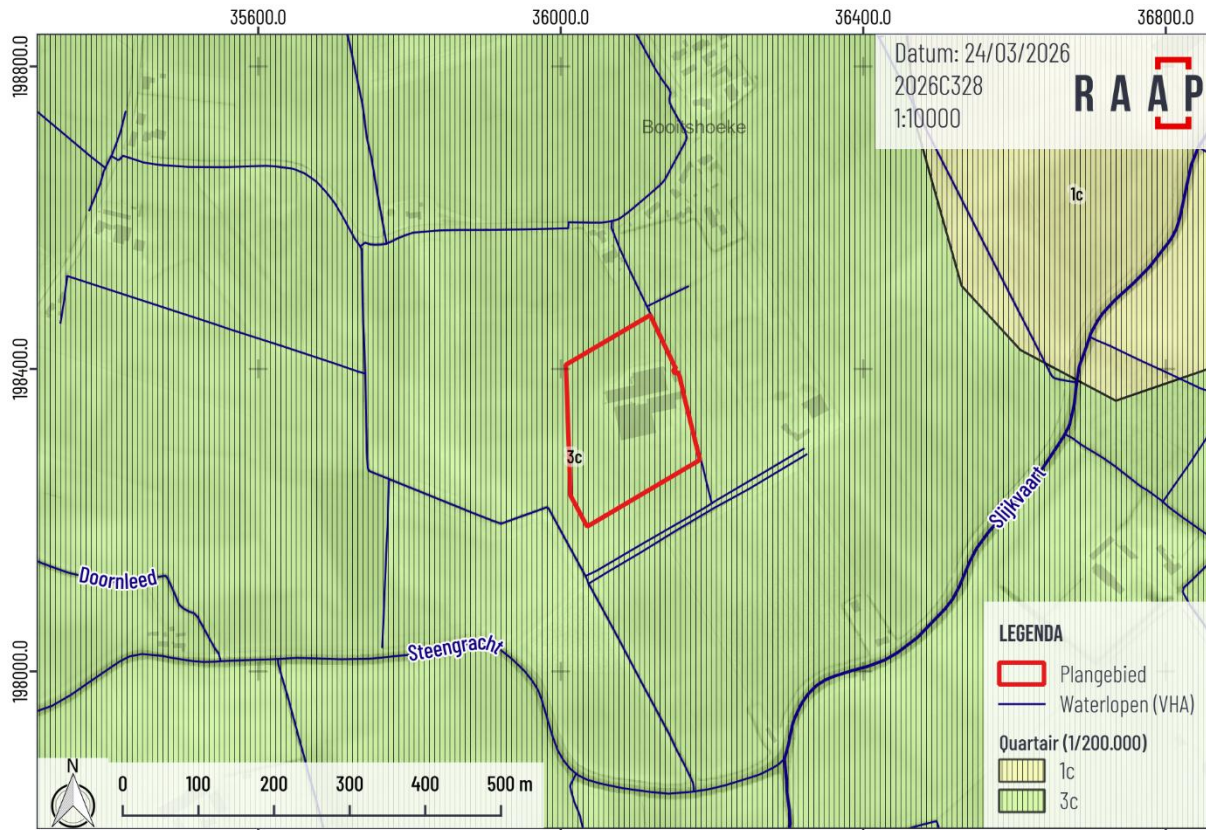 35600.0 36000.0 36400.0 36800.0
198800.0
198400.0
198000.0
Datum: 24/03/2026
2026C328
1:10000
RAAP
Booitshoeke
1c
3c
Slijkvaart
Doornleed
Steengracht
LEGENDA
Plangebied
Waterlopen (VHA)
Quartair (1/200.000)
1c
3c
N
0 100 200 300 400 500 m